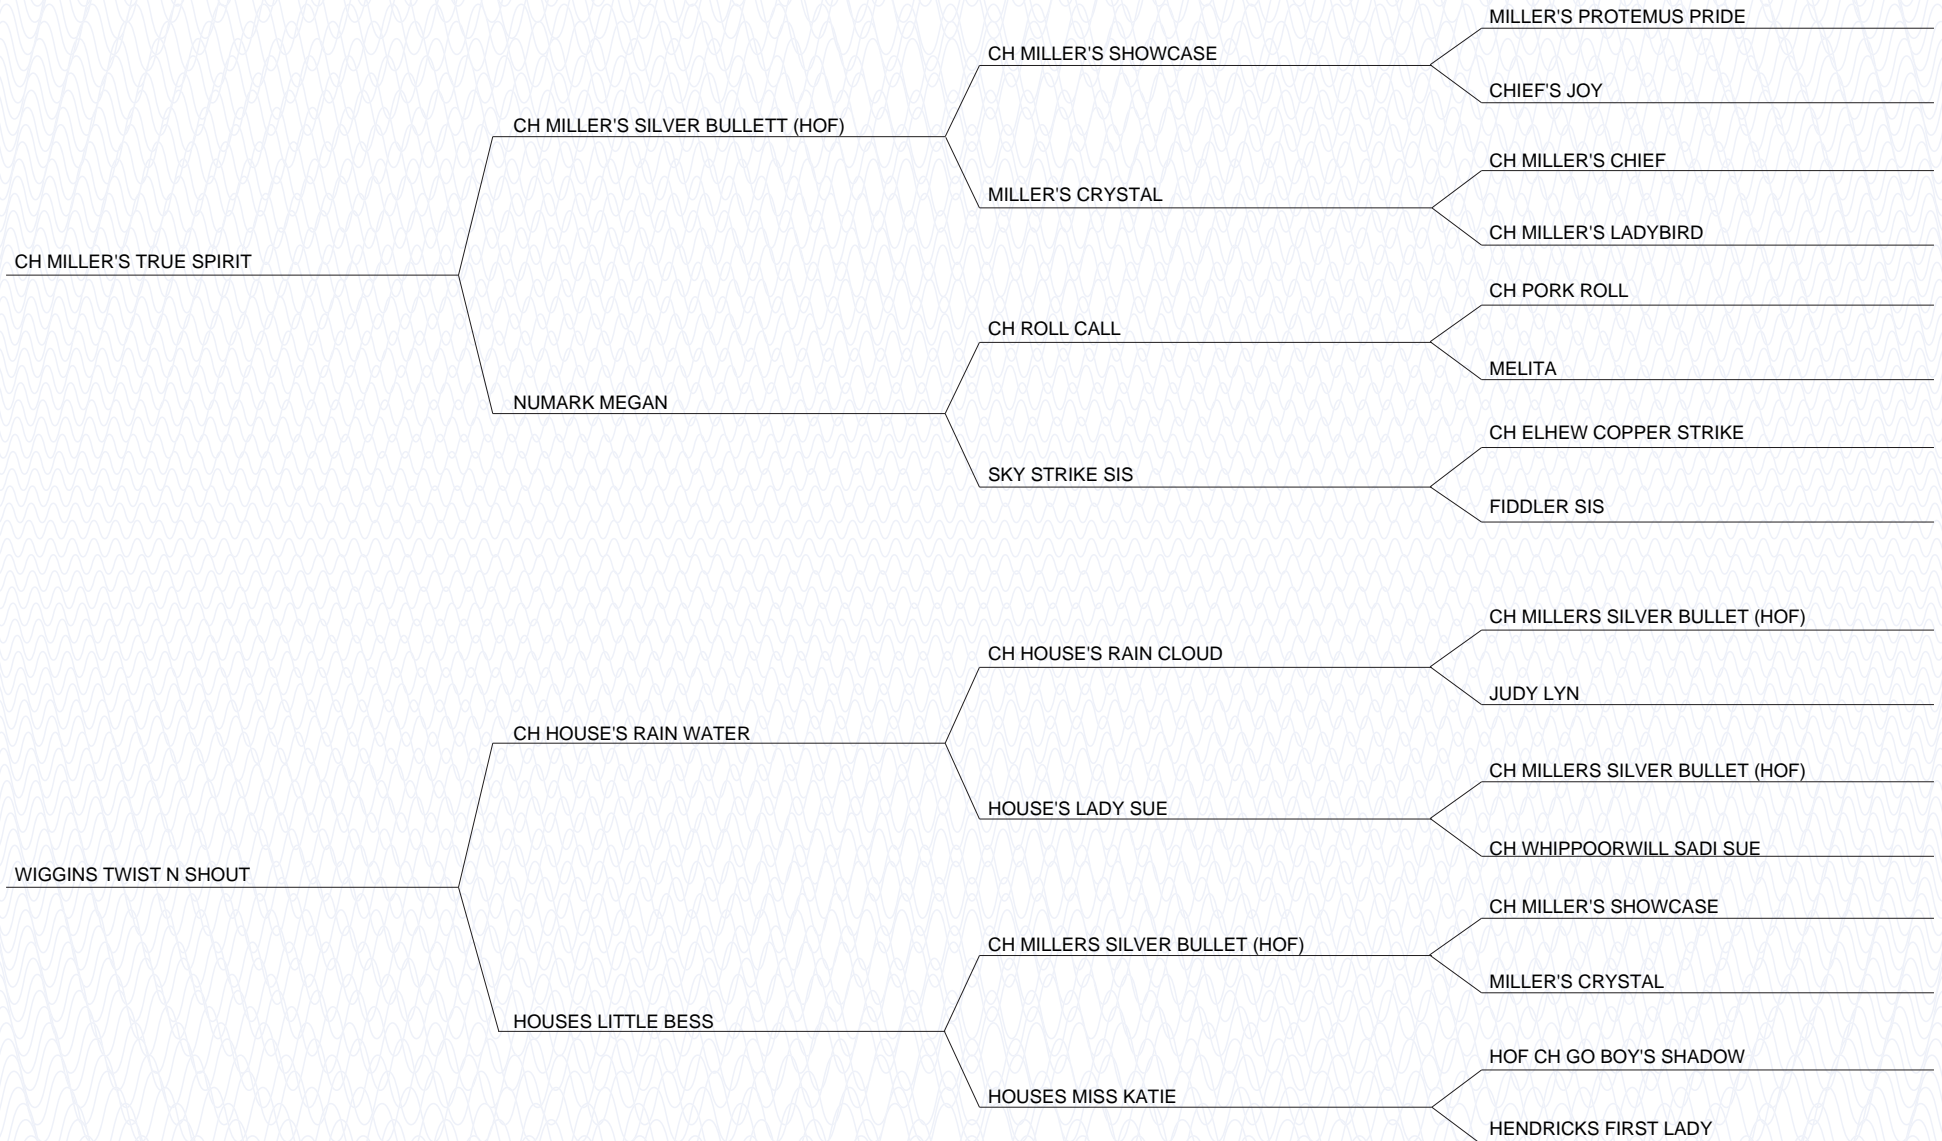 MILLER'S PROTEMUS PRIDE
CH MILLER'S SHOWCASE
CHIEF'S JOY
CH MILLER'S SILVER BULLETT (HOF)
CH MILLER'S CHIEF
MILLER'S CRYSTAL
CH MILLER'S LADYBIRD
CH MILLER'S TRUE SPIRIT
CH PORK ROLL
CH ROLL CALL
MELITA
NUMARK MEGAN
CH ELHEW COPPER STRIKE
SKY STRIKE SIS
FIDDLER SIS
CH MILLERS SILVER BULLET (HOF)
CH HOUSE'S RAIN CLOUD
JUDY LYN
CH HOUSE'S RAIN WATER
CH MILLERS SILVER BULLET (HOF)
HOUSE'S LADY SUE
CH WHIPPOORWILL SADI SUE
WIGGINS TWIST N SHOUT
CH MILLER'S SHOWCASE
CH MILLERS SILVER BULLET (HOF)
MILLER'S CRYSTAL
HOUSES LITTLE BESS
HOF CH GO BOY'S SHADOW
HOUSES MISS KATIE
HENDRICKS FIRST LADY